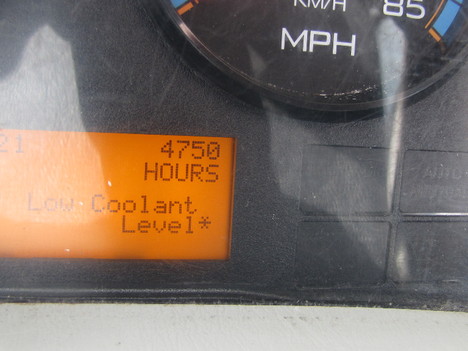 KM/H 85
MPH
21 4750
HOURS
Low Coolant
Level*